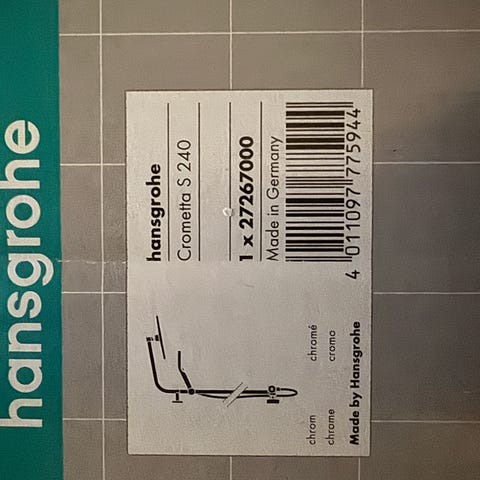 hansgrohe
hansgrohe
Crometta S 240
1 x 27267000
Made in Germany
4 011097 775944
chrom chromé
chrome cromo
Made by Hansgrohe